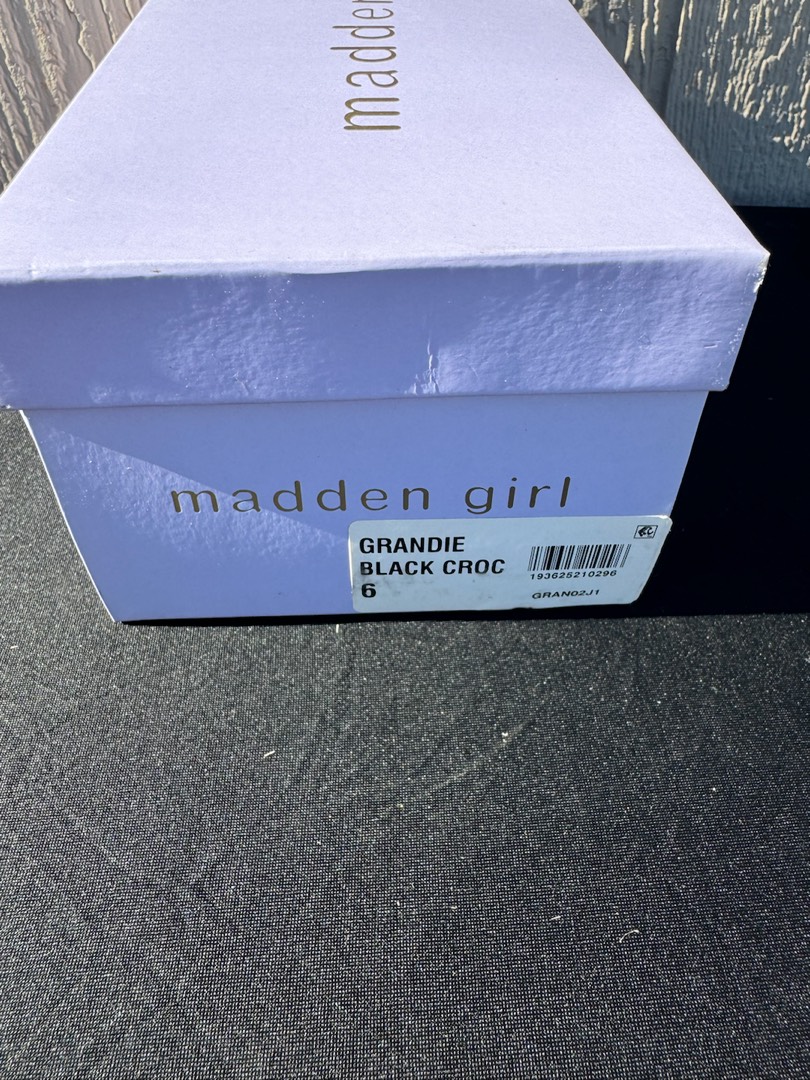 madden
madden girl
GRANDIE
BLACK CROC
6
193625210296
GRAN02J1